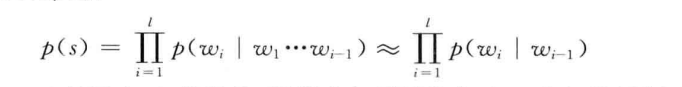 p(s) = ∏_{i=1}^{l} p(w_i | w_1⋯w_{i−1}) ≈ ∏_{i=1}^{l} p(w_i | w_{i−1})